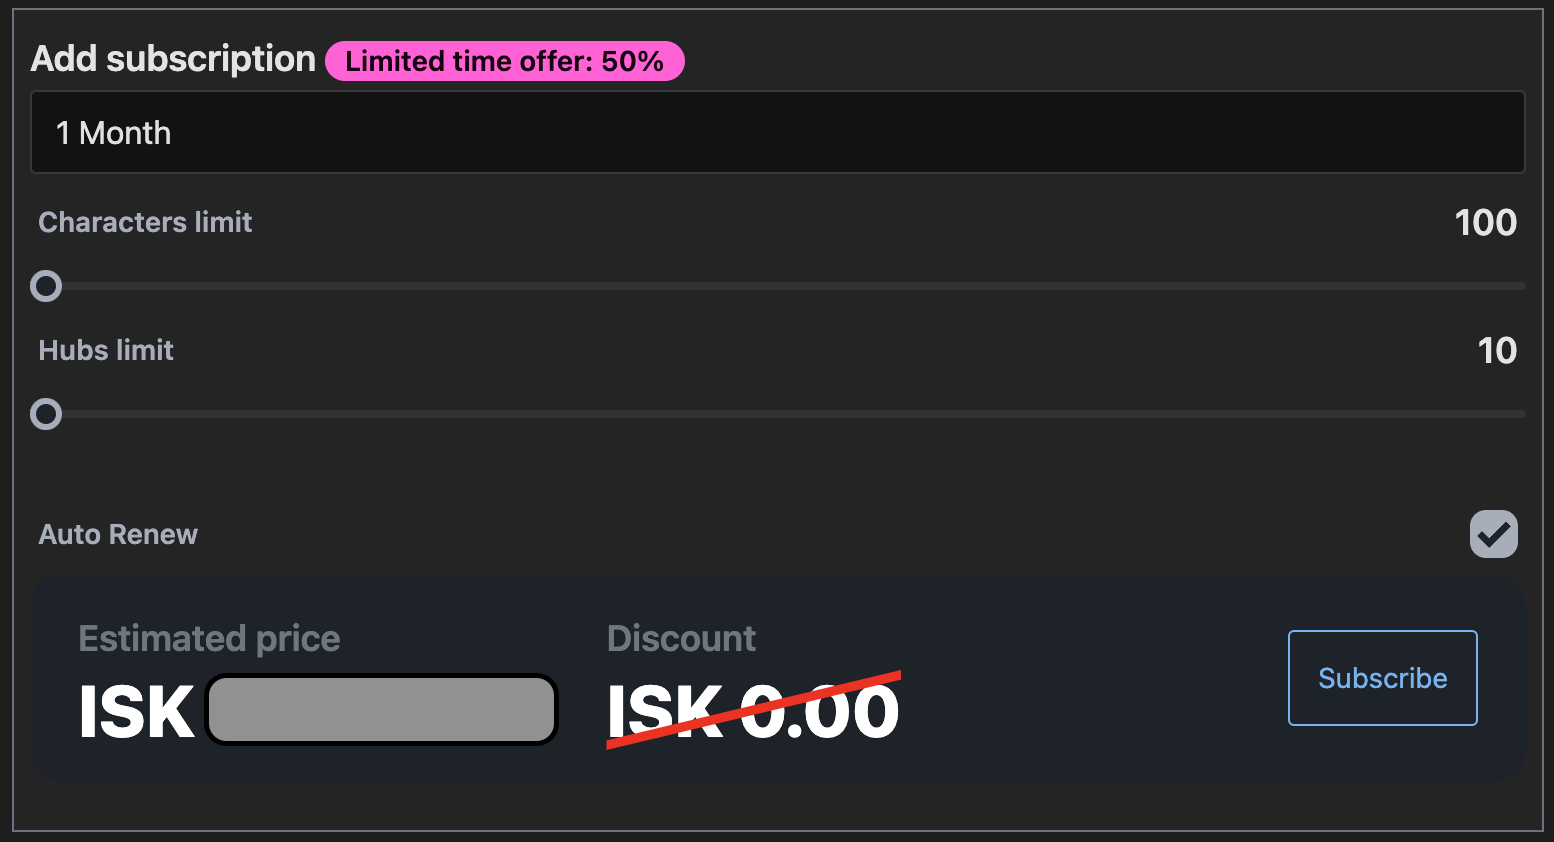 Add subscription Limited time offer: 50%
1 Month
Characters limit 100
Hubs limit 10
Auto Renew
Estimated price Discount
ISK ISK 0.00
Subscribe